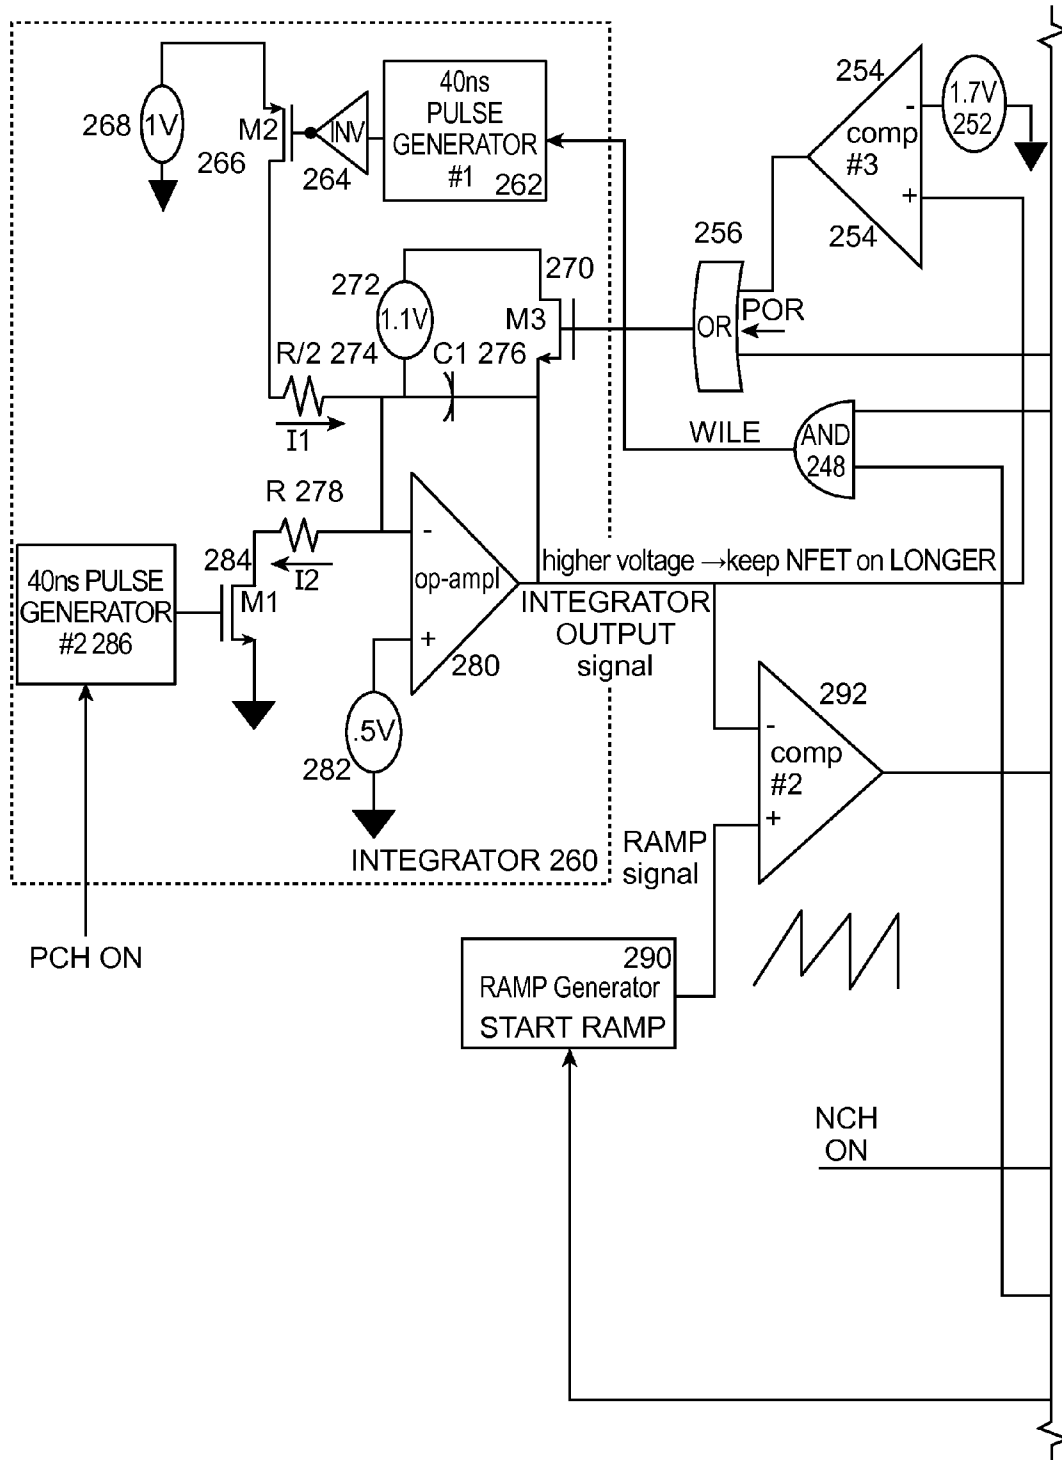 40ns
PULSE
GENERATOR
#1
262
268
1V
M2
266
INV
264
254
-
comp
#3
+
254
1.7V
252
256
OR
POR
272
1.1V
270
M3
R/2 274
C1 276
I1
WILE
AND
248
R 278
284
I2
M1
40ns PULSE
GENERATOR
#2 286
-
op-ampl
+
280
higher voltage →keep NFET on LONGER
INTEGRATOR
OUTPUT
signal
.5V
282
INTEGRATOR 260
292
-
comp
#2
+
RAMP
signal
PCH ON
290
RAMP Generator
START RAMP
NCH
ON